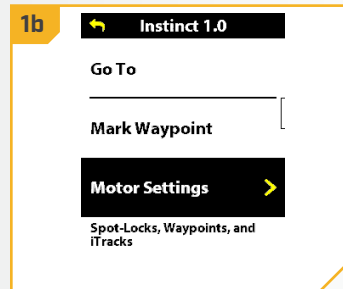 1b
Instinct 1.0
Go To
Mark Waypoint
Motor Settings
Spot-Locks, Waypoints, and
iTracks